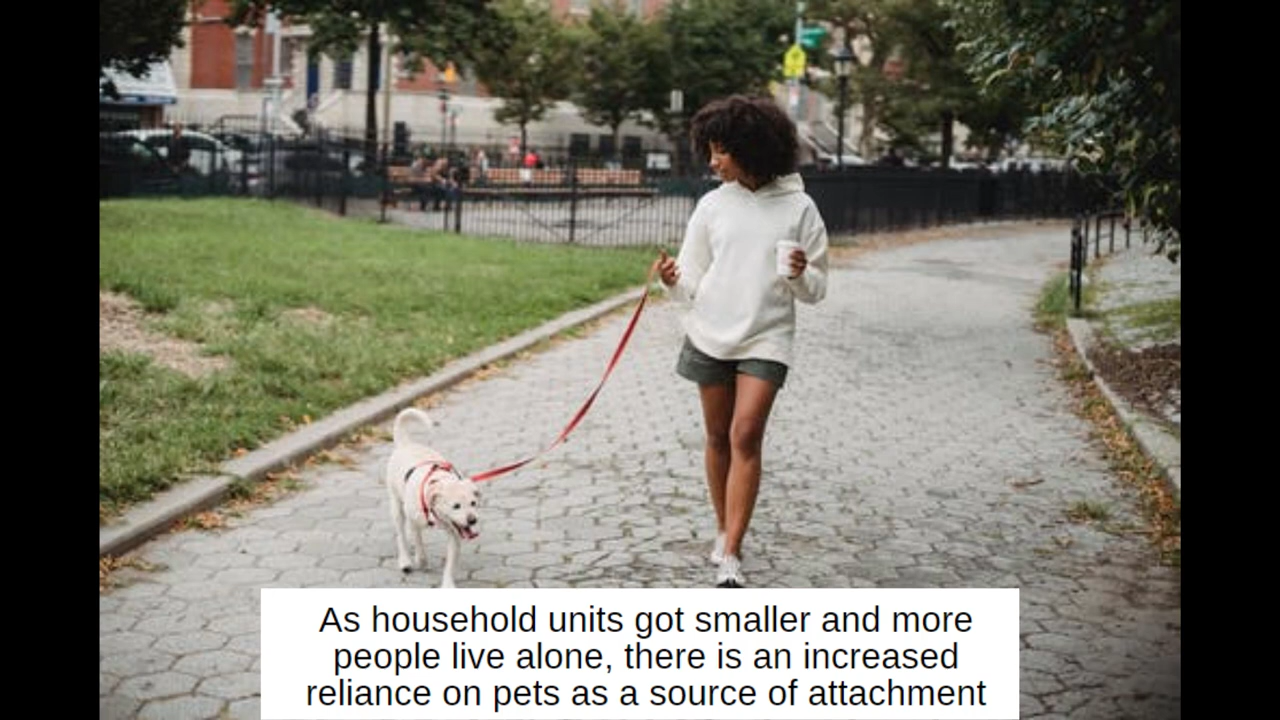 As household units got smaller and more
people live alone, there is an increased
reliance on pets as a source of attachment